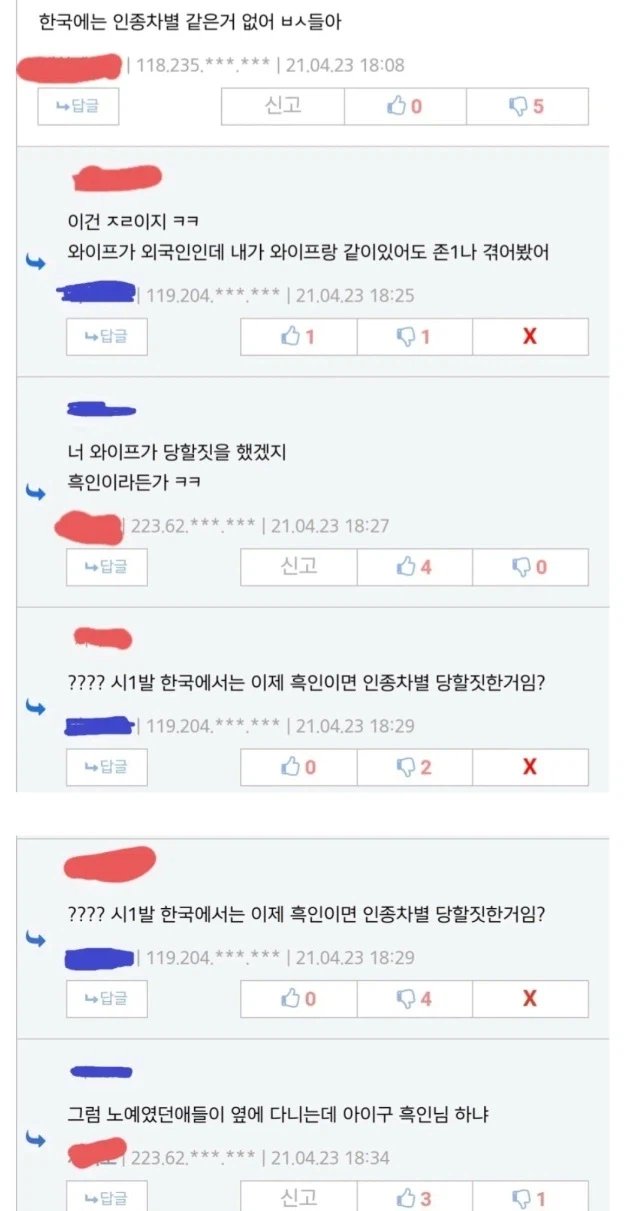 한국에는 인종차별 같은거 없어 ㅂㅅ들아
| 118.235.***.*** | 21.04.23 18:08
↳답글 신고 0 5
이건 ㅈㄹ이지 ㅋㅋ
와이프가 외국인인데 내가 와이프랑 같이있어도 존1나 겪어봤어
| 119.204.***.*** | 21.04.23 18:25
↳답글 1 1 X
너 와이프가 당할짓을 했겠지
흑인이라든가 ㅋㅋ
| 223.62.***.*** | 21.04.23 18:27
↳답글 신고 4 0
???? 시1발 한국에서는 이제 흑인이면 인종차별 당할짓한거임?
| 119.204.***.*** | 21.04.23 18:29
↳답글 0 2 X
???? 시1발 한국에서는 이제 흑인이면 인종차별 당할짓한거임?
| 119.204.***.*** | 21.04.23 18:29
↳답글 0 4 X
그럼 노예였던애들이 옆에 다니는데 아이구 흑인님 하냐
| 223.62.***.*** | 21.04.23 18:34
↳답글 신고 3 1